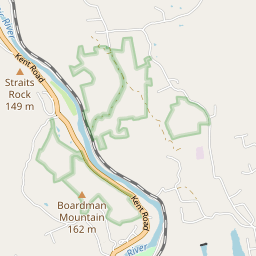 River
Kent Road
Straits
Rock
149 m
Boardman
Mountain
162 m
Kent Road
River